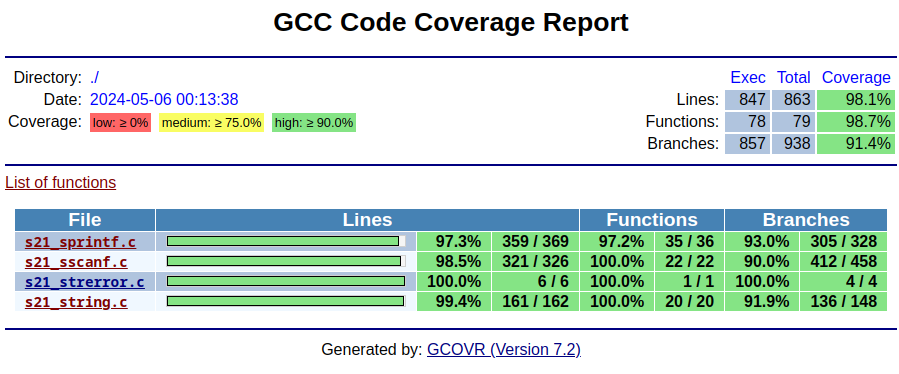 GCC Code Coverage Report
Directory: ./
Date: 2024-05-06 00:13:38
Coverage: low: ≥ 0% medium: ≥ 75.0% high: ≥ 90.0%
Exec Total Coverage
Lines: 847 863 98.1%
Functions: 78 79 98.7%
Branches: 857 938 91.4%
List of functions
File Lines Functions Branches
s21_sprintf.c 97.3% 359 / 369 97.2% 35 / 36 93.0% 305 / 328
s21_sscanf.c 98.5% 321 / 326 100.0% 22 / 22 90.0% 412 / 458
s21_strerror.c 100.0% 6 / 6 100.0% 1 / 1 100.0% 4 / 4
s21_string.c 99.4% 161 / 162 100.0% 20 / 20 91.9% 136 / 148
Generated by: GCOVR (Version 7.2)